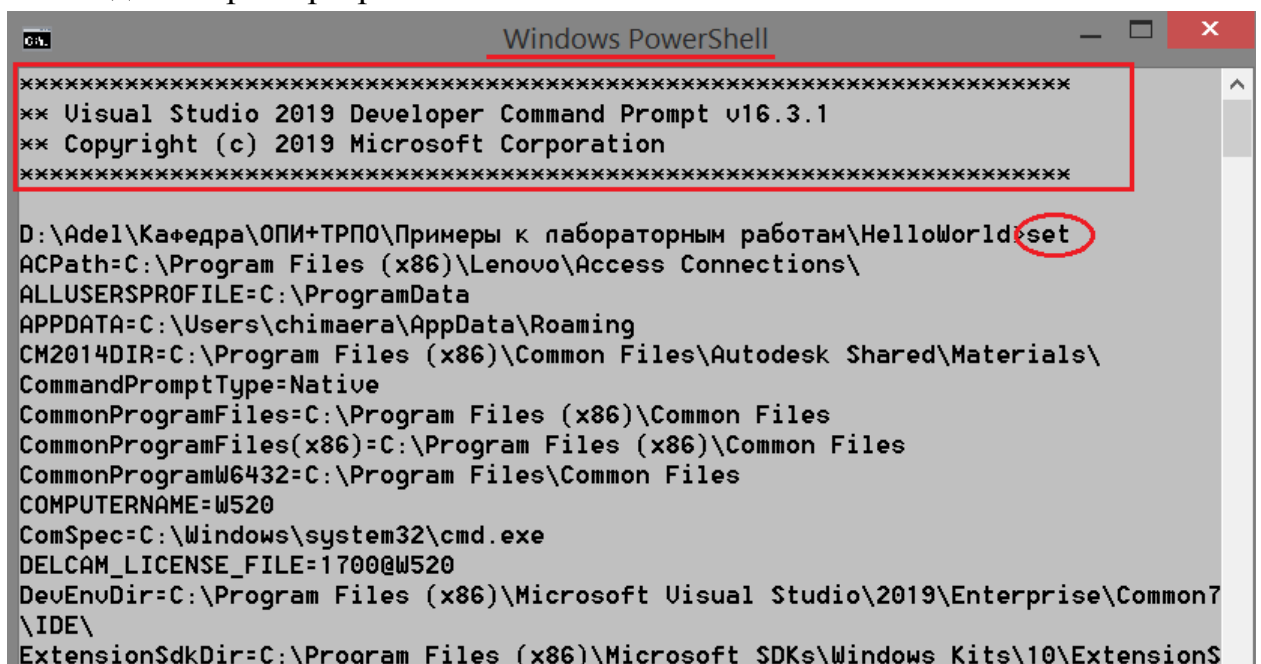 Windows PowerShell
**********************************************************************
** Visual Studio 2019 Developer Command Prompt v16.3.1
** Copyright (c) 2019 Microsoft Corporation
**********************************************************************
D:\Adel\Кафедра\ОПИ+ТРПО\Примеры к лабораторным работам\HelloWorld>set
ACPath=C:\Program Files (x86)\Lenovo\Access Connections\
ALLUSERSPROFILE=C:\ProgramData
APPDATA=C:\Users\chimaera\AppData\Roaming
CM2014DIR=C:\Program Files (x86)\Common Files\Autodesk Shared\Materials\
CommandPromptType=Native
CommonProgramFiles=C:\Program Files (x86)\Common Files
CommonProgramFiles(x86)=C:\Program Files (x86)\Common Files
CommonProgramW6432=C:\Program Files\Common Files
COMPUTERNAME=W520
ComSpec=C:\Windows\system32\cmd.exe
DELCAM_LICENSE_FILE=1700@W520
DevEnvDir=C:\Program Files (x86)\Microsoft Visual Studio\2019\Enterprise\Common7
\IDE\
ExtensionSdkDir=C:\Program Files (x86)\Microsoft SDKs\Windows Kits\10\ExtensionS